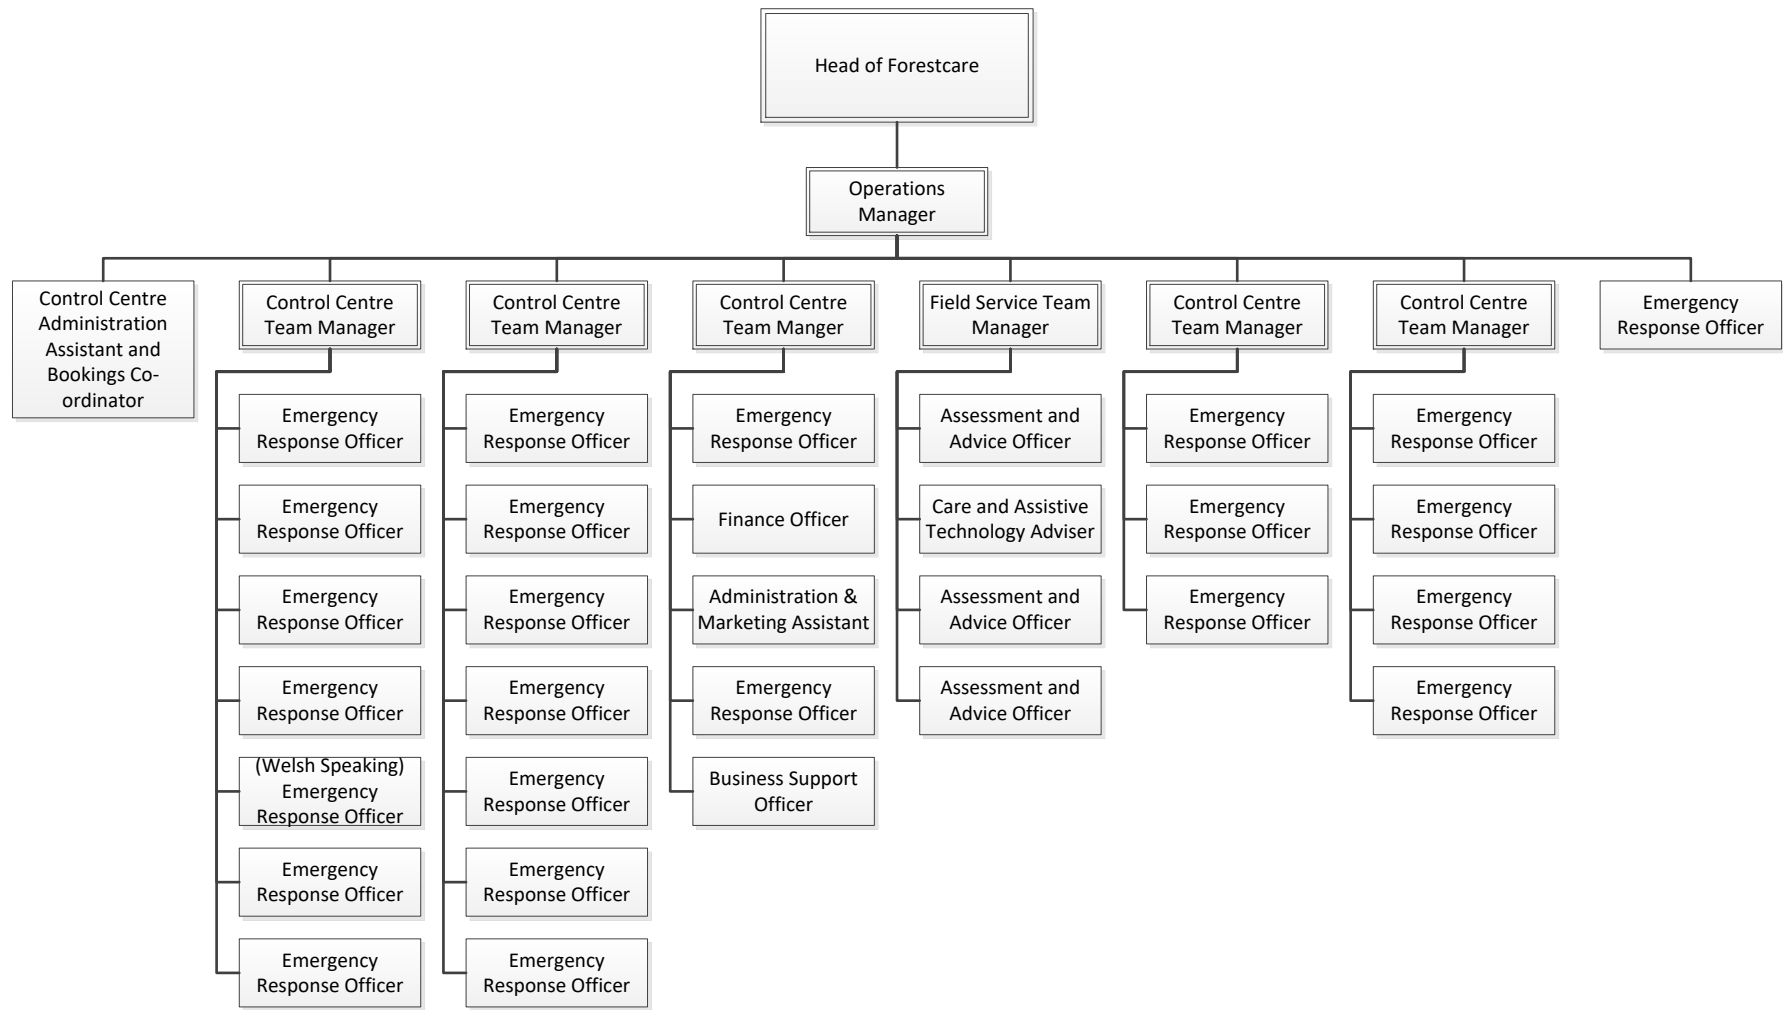 Head of Forestcare
Operations
Manager
Control Centre
Administration
Assistant and
Bookings Co-
ordinator
Control Centre
Team Manager
Control Centre
Team Manager
Control Centre
Team Manger
Field Service Team
Manager
Control Centre
Team Manager
Control Centre
Team Manager
Emergency
Response Officer
Emergency
Response Officer
Emergency
Response Officer
Emergency
Response Officer
Emergency
Response Officer
(Welsh Speaking)
Emergency
Response Officer
Emergency
Response Officer
Emergency
Response Officer
Emergency
Response Officer
Emergency
Response Officer
Emergency
Response Officer
Emergency
Response Officer
Emergency
Response Officer
Emergency
Response Officer
Emergency
Response Officer
Emergency
Response Officer
Finance Officer
Administration &
Marketing Assistant
Emergency
Response Officer
Business Support
Officer
Assessment and
Advice Officer
Care and Assistive
Technology Adviser
Assessment and
Advice Officer
Assessment and
Advice Officer
Emergency
Response Officer
Emergency
Response Officer
Emergency
Response Officer
Emergency
Response Officer
Emergency
Response Officer
Emergency
Response Officer
Emergency
Response Officer